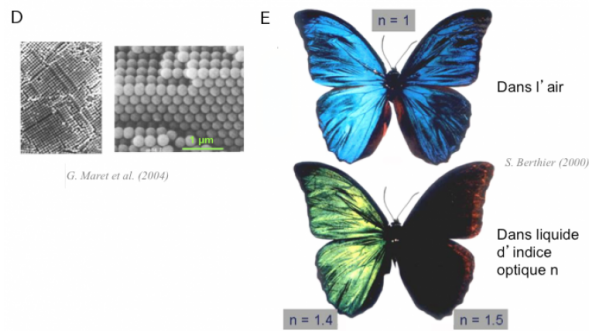 D
E
n = 1
Dans l'air
1 μm
G. Maret et al. (2004)
S. Berthier (2000)
Dans liquide
d'indice
optique n
n = 1.4
n = 1.5